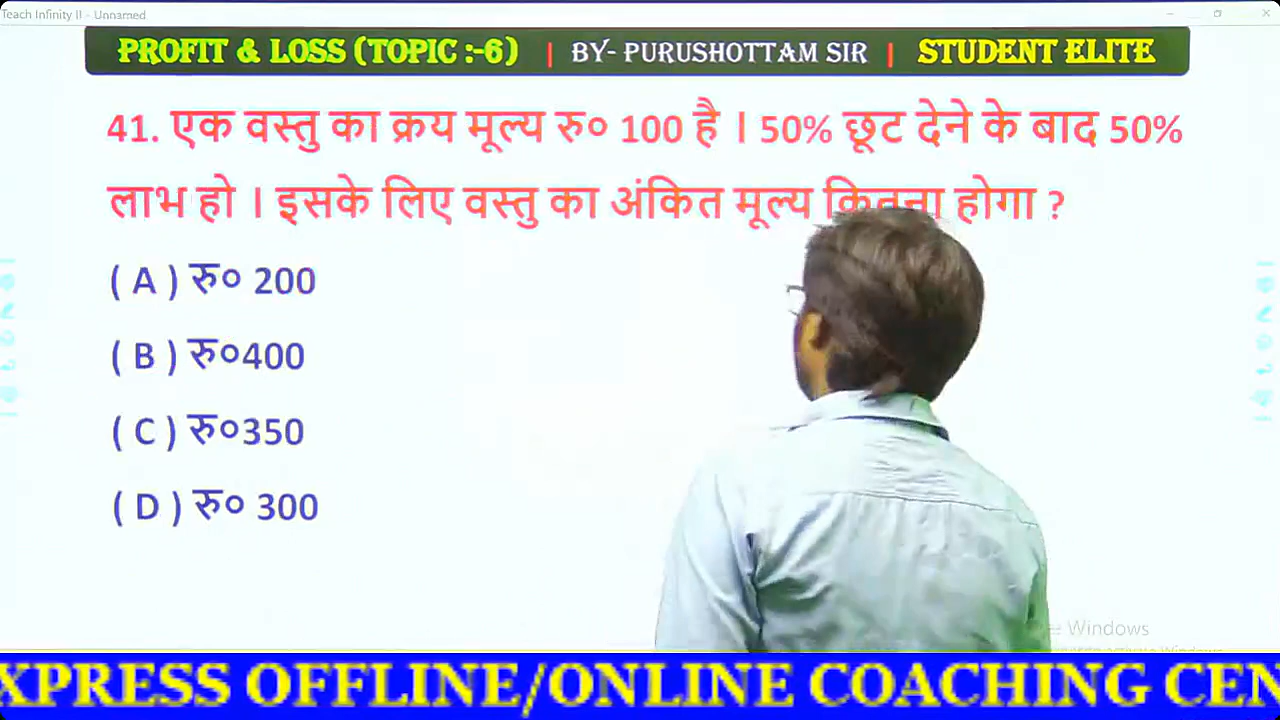 Teach Infinity II - Unnamed
PROFIT & LOSS (TOPIC :-6) | BY- PURUSHOTTAM SIR | STUDENT ELITE
41. एक वस्तु का क्रय मूल्य रु० 100 है । 50% छूट देने के बाद 50%
लाभ हो । इसके लिए वस्तु का अंकित मूल्य कितना होगा ?
( A ) रु० 200
( B ) रु०400
( C ) रु०350
( D ) रु० 300
Windows
XPRESS OFFLINE/ONLINE COACHING CEN